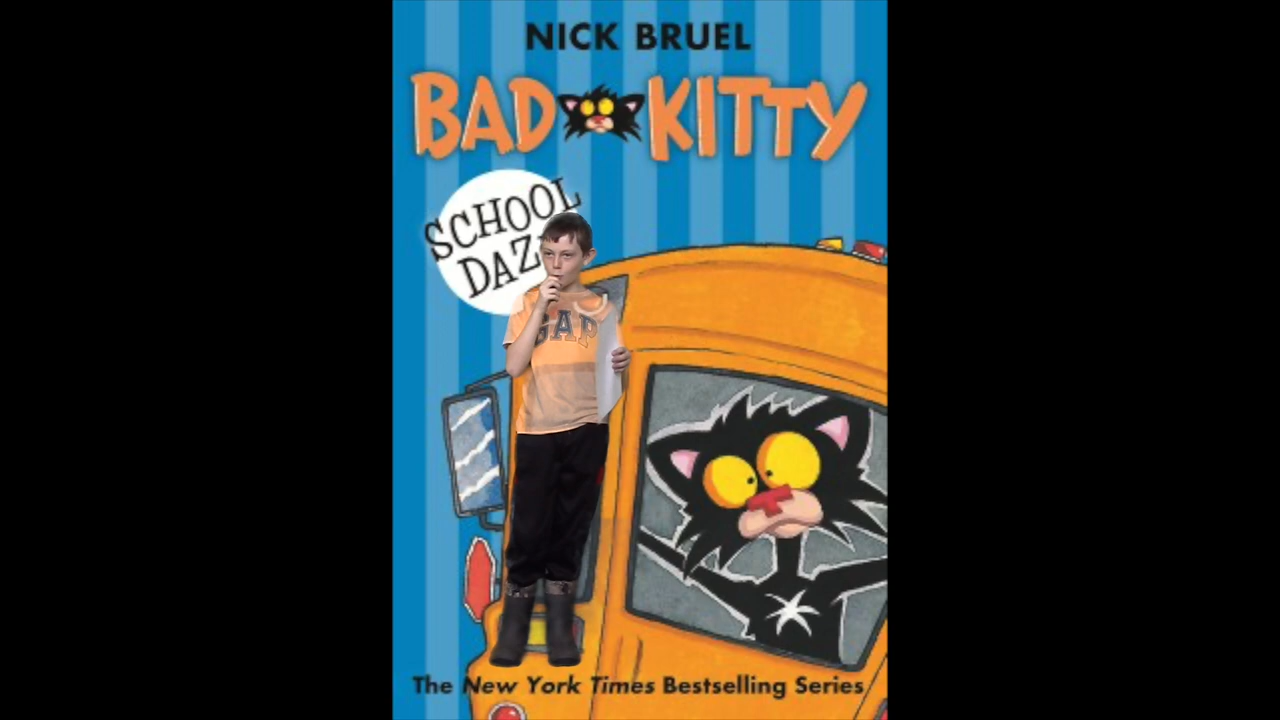 NICK BRUEL
BAD KITTY
SCHOOL
DAZ
GAP
The New York Times Bestselling Series